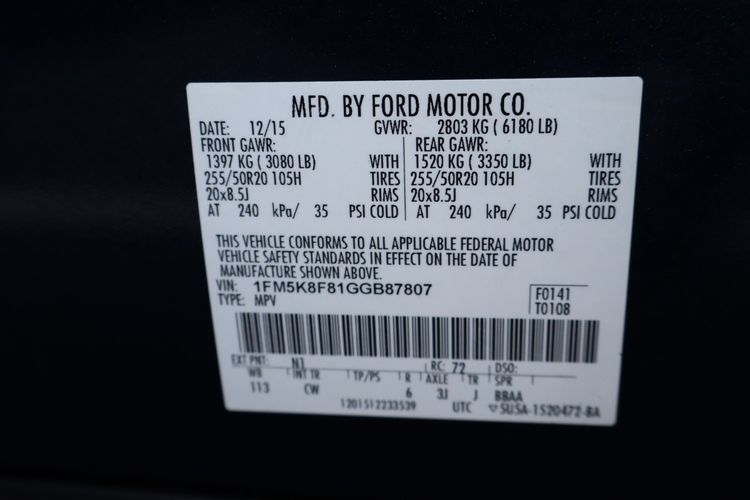 MFD. BY FORD MOTOR CO.
DATE: 12/15 GVWR: 2803 KG ( 6180 LB)
FRONT GAWR: REAR GAWR:
1397 KG ( 3080 LB) WITH 1520 KG ( 3350 LB) WITH
255/50R20 105H TIRES 255/50R20 105H TIRES
20x8.5J RIMS 20x8.5J RIMS
AT 240 kPa/ 35 PSI COLD AT 240 kPa/ 35 PSI COLD
THIS VEHICLE CONFORMS TO ALL APPLICABLE FEDERAL MOTOR
VEHICLE SAFETY STANDARDS IN EFFECT ON THE DATE OF
MANUFACTURE SHOWN ABOVE.
VIN: 1FM5K8F81GGB87807 F0141
TYPE: MPV T0108
EXT PNT: N1 RC: 72 DSO:
WB INT TR TP/PS R AXLE TR SPR
113 CW 6 3J J BBAA
1201512233539 UTC ▽SU5A-1520472-BA